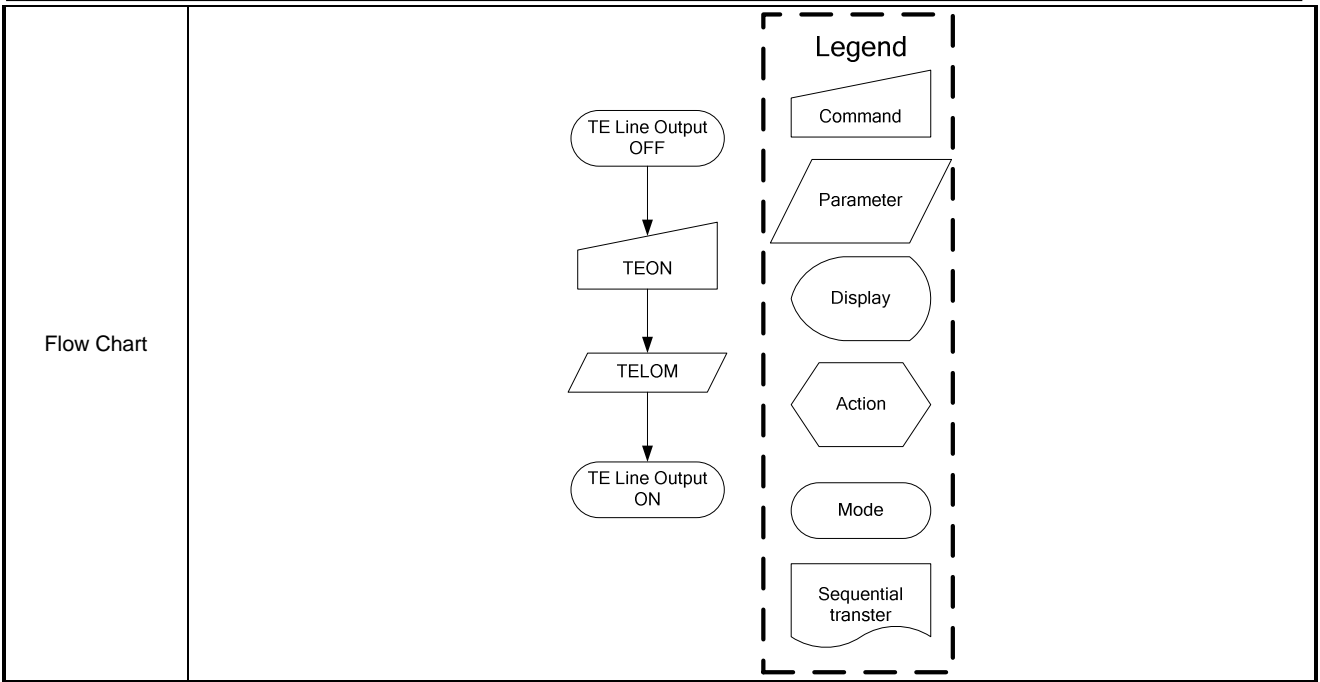 Flow Chart
TE Line Output
OFF
TEON
TELOM
TE Line Output
ON
Legend
Command
Parameter
Display
Action
Mode
Sequential
transter